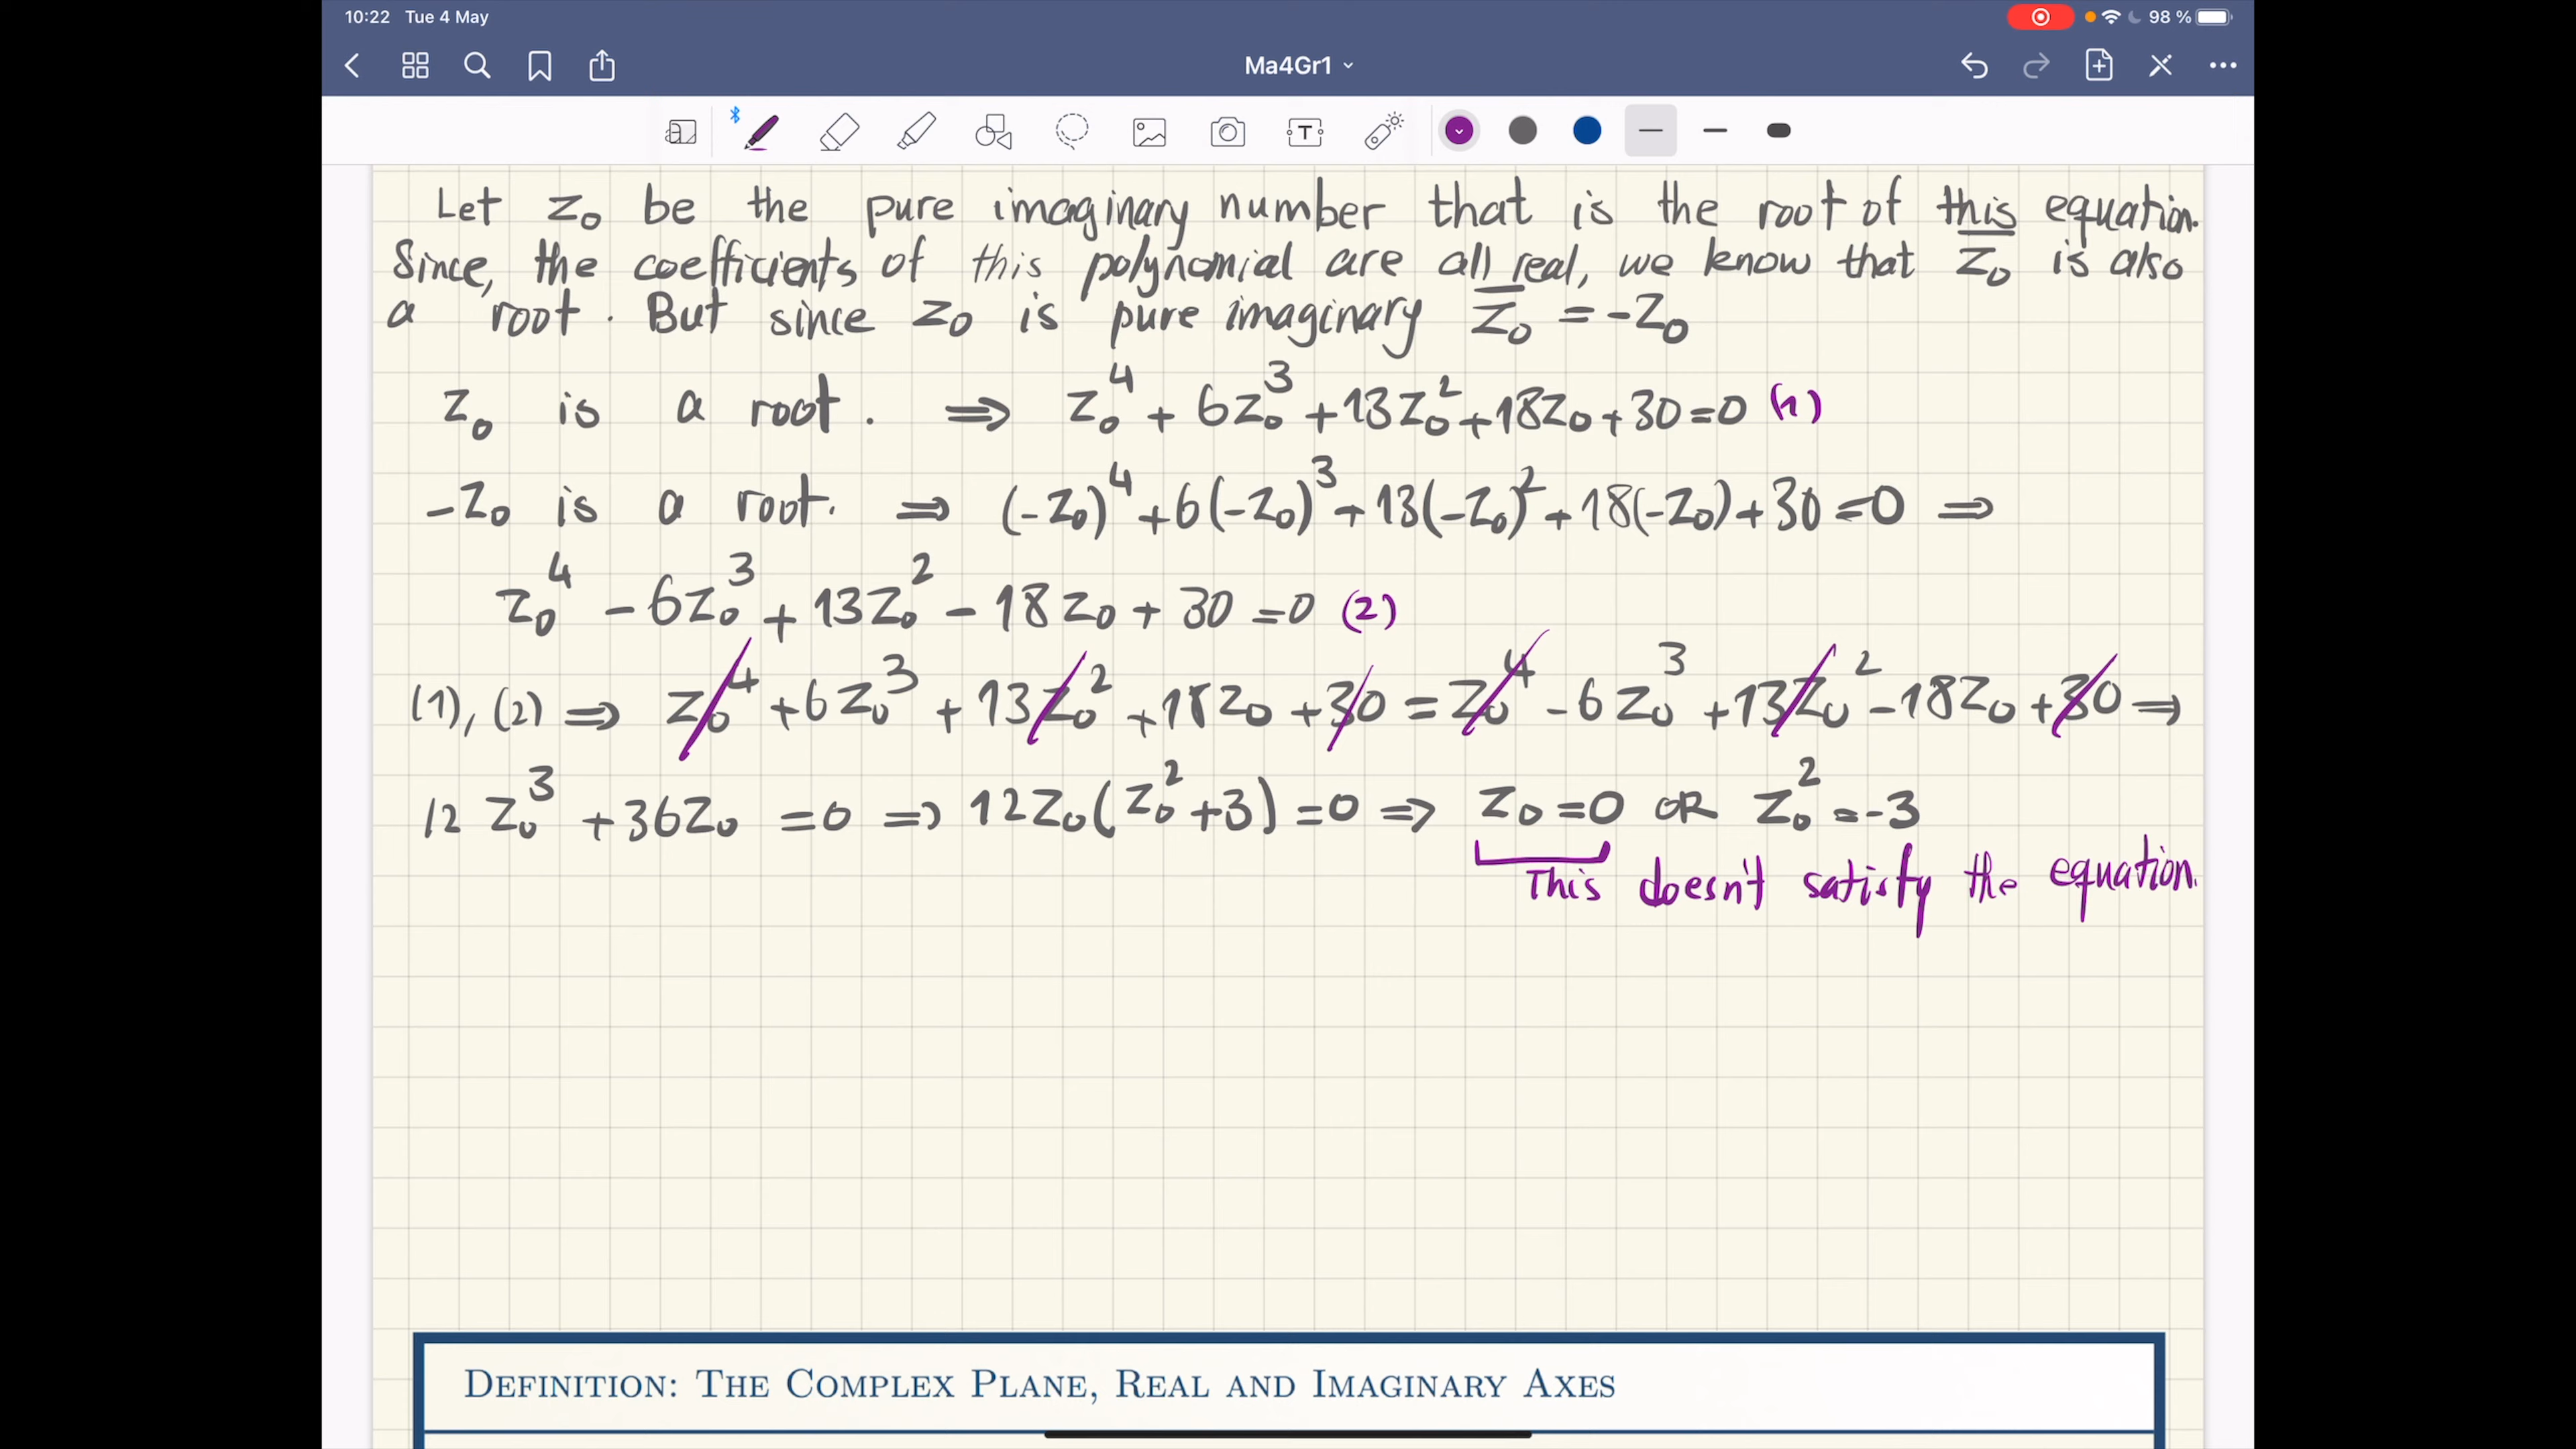 10:22 Tue 4 May 98 %
Ma4Gr1
Let z₀ be the pure imaginary number that is the root of this equation.
Since, the coefficients of this polynomial are all real, we know that z̅₀ is also
a root. But since z₀ is pure imaginary z̅₀ = -z₀
z₀ is a root. ⇒ z₀⁴ + 6z₀³ + 13z₀² + 18z₀ + 30 = 0 (1)
-z₀ is a root. ⇒ (-z₀)⁴ + 6(-z₀)³ + 13(-z₀)² + 18(-z₀) + 30 = 0 ⇒
z₀⁴ - 6z₀³ + 13z₀² - 18z₀ + 30 = 0 (2)
(1), (2) ⇒ z₀⁴ + 6z₀³ + 13z₀² + 18z₀ + 30 = z₀⁴ - 6z₀³ + 13z₀² - 18z₀ + 30 ⇒
12z₀³ + 36z₀ = 0 ⇒ 12z₀(z₀² + 3) = 0 ⇒ z₀ = 0 OR z₀² = -3
This doesn't satisfy the equation.
Definition: The Complex Plane, Real and Imaginary Axes